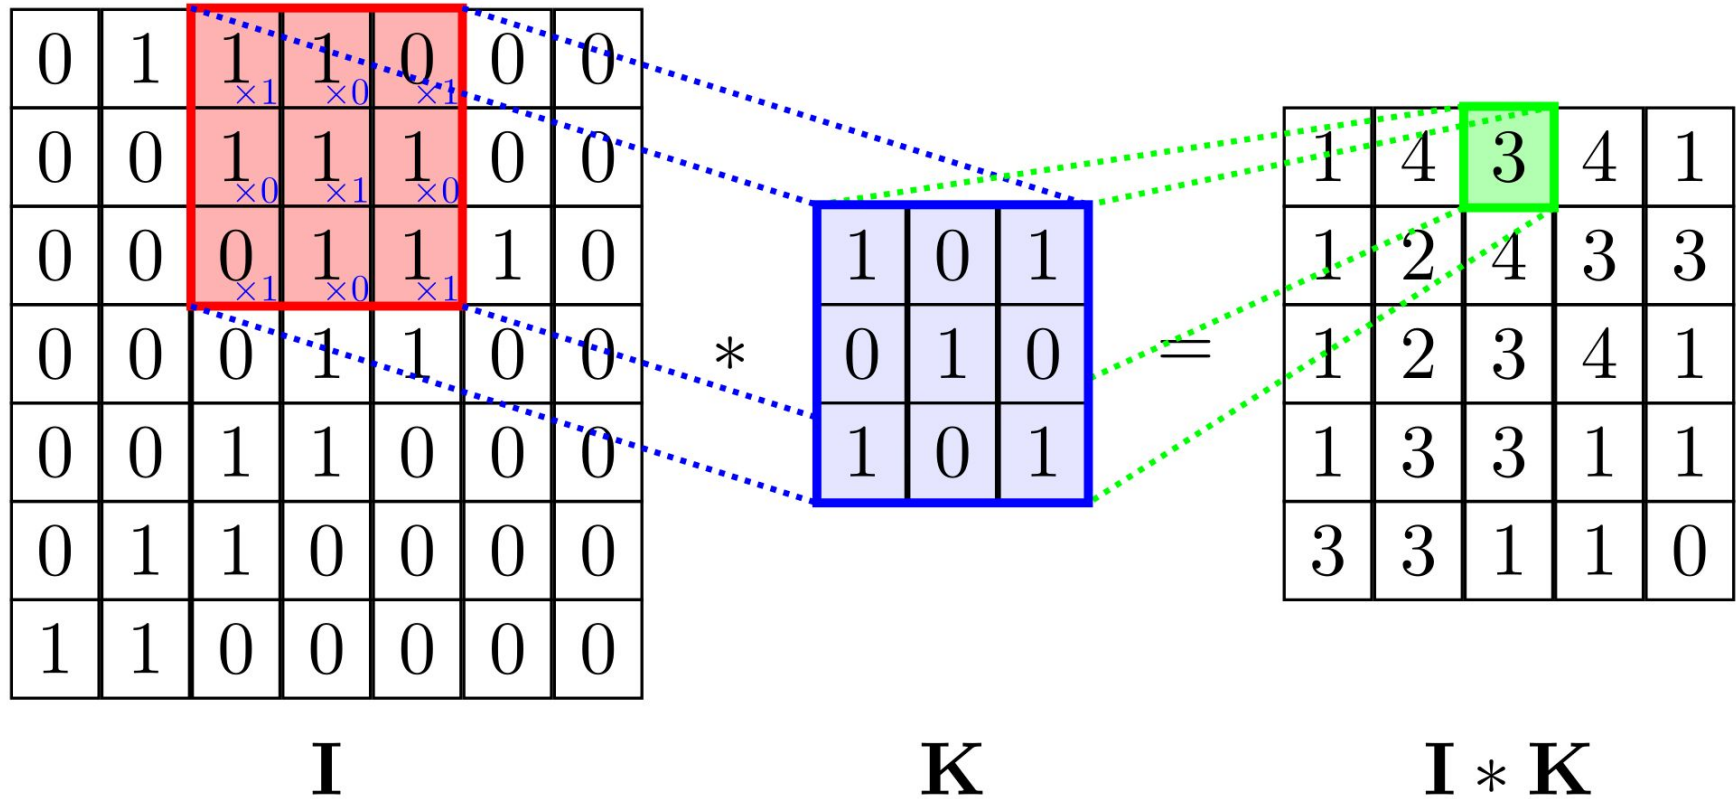 0 1 1×1 1×0 0×1 0 0
0 0 1×0 1×1 1×0 0 0
0 0 0×1 1×0 1×1 1 0
0 0 0 1 1 0 0
0 0 1 1 0 0 0
0 1 1 0 0 0 0
1 1 0 0 0 0 0
I
*
1 0 1
0 1 0
1 0 1
K
=
1 4 3 4 1
1 2 4 3 3
1 2 3 4 1
1 3 3 1 1
3 3 1 1 0
I * K